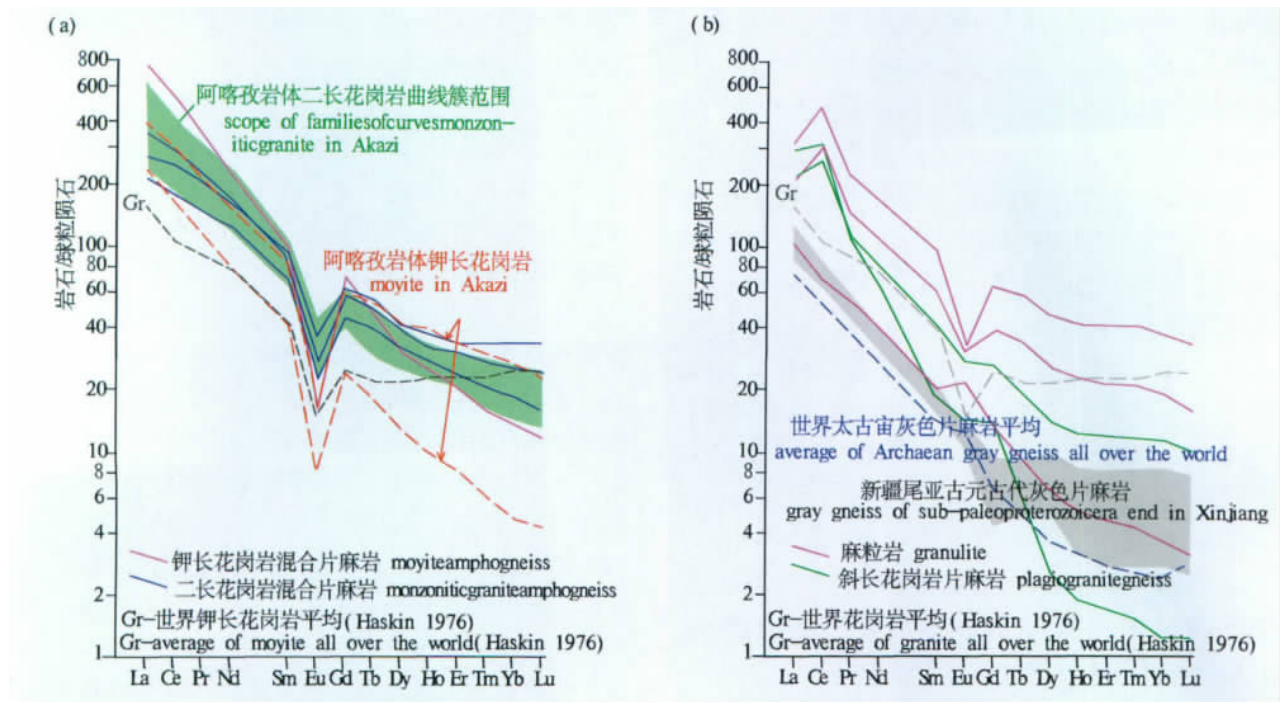 (a)
800
600
400
200
100
80
60
40
20
10
8
6
4
2
1
岩石/球粒陨石
阿喀孜岩体二长花岗岩曲线簇范围
scope of familiesofcurvesmonzon-
iticgranite in Akazi
Gr
阿喀孜岩体钾长花岗岩
moyite in Akazi
钾长花岗岩混合片麻岩 moyiteamphogneiss
二长花岗岩混合片麻岩 monzoniticgraniteamphogneiss
Gr-世界钾长花岗岩平均(Haskin 1976)
Gr-average of moyite all over the world(Haskin 1976)
La Ce Pr Nd Sm Eu Gd Tb Dy Ho Er Tm Yb Lu
(b)
800
600
400
200
100
80
60
40
20
10
8
6
4
2
1
岩石/球粒陨石
Gr
世界太古宙灰色片麻岩平均
average of Archaean gray gneiss all over the world
新疆尾亚古元古代灰色片麻岩
gray gneiss of sub-paleoproterozoicera end in Xinjiang
麻粒岩 granulite
斜长花岗岩片麻岩 plagiogranitegneiss
Gr-世界花岗岩平均(Haskin 1976)
Gr-average of granite all over the world(Haskin 1976)
La Ce Pr Nd Sm Eu Gd Tb Dy Ho Er Tm Yb Lu